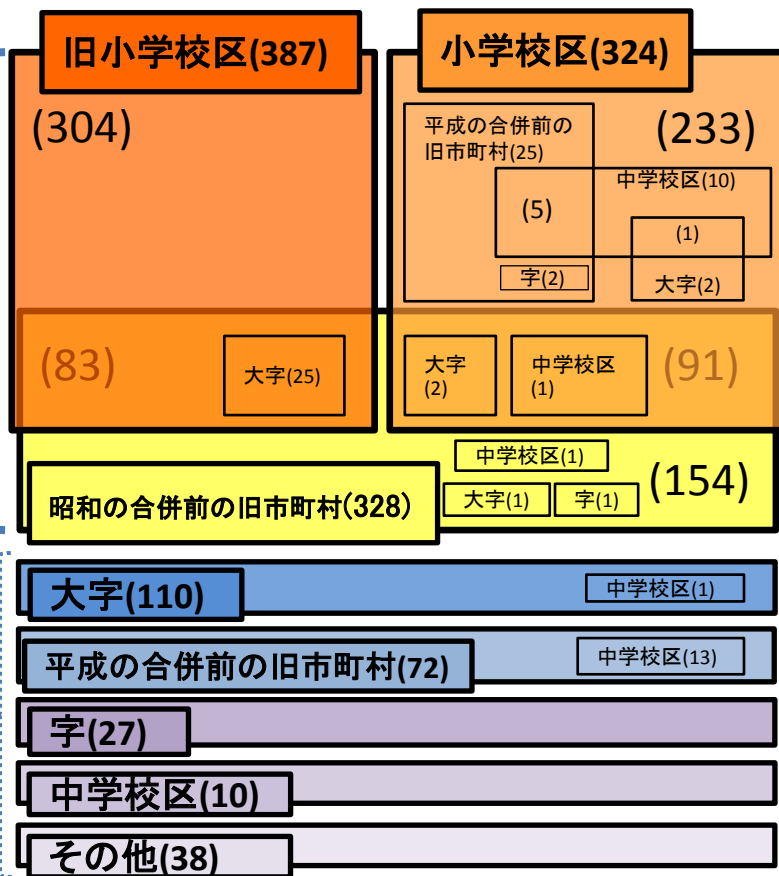 旧小学校区(387)
小学校区(324)
(304)
平成の合併前の
旧市町村(25)
(233)
中学校区(10)
(5)
(1)
字(2)
大字(2)
(83)
大字(25)
大字
(2)
中学校区
(1)
(91)
中学校区(1)
(154)
昭和の合併前の旧市町村(328)
大字(1)
字(1)
大字(110)
中学校区(1)
平成の合併前の旧市町村(72)
中学校区(13)
字(27)
中学校区(10)
その他(38)